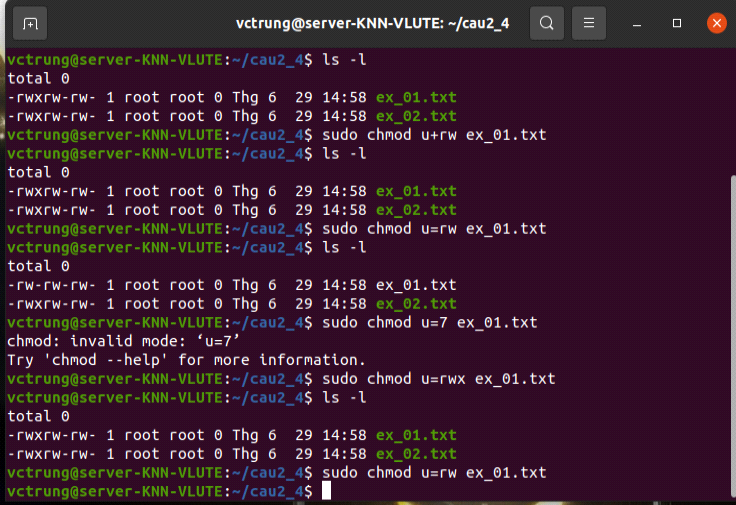 vctrung@server-KNN-VLUTE: ~/cau2_4
vctrung@server-KNN-VLUTE:~/cau2_4$ ls -l
total 0
-rwxrw-rw- 1 root root 0 Thg 6  29 14:58 ex_01.txt
-rwxrw-rw- 1 root root 0 Thg 6  29 14:58 ex_02.txt
vctrung@server-KNN-VLUTE:~/cau2_4$ sudo chmod u+rw ex_01.txt
vctrung@server-KNN-VLUTE:~/cau2_4$ ls -l
total 0
-rwxrw-rw- 1 root root 0 Thg 6  29 14:58 ex_01.txt
-rwxrw-rw- 1 root root 0 Thg 6  29 14:58 ex_02.txt
vctrung@server-KNN-VLUTE:~/cau2_4$ sudo chmod u=rw ex_01.txt
vctrung@server-KNN-VLUTE:~/cau2_4$ ls -l
total 0
-rw-rw-rw- 1 root root 0 Thg 6  29 14:58 ex_01.txt
-rwxrw-rw- 1 root root 0 Thg 6  29 14:58 ex_02.txt
vctrung@server-KNN-VLUTE:~/cau2_4$ sudo chmod u=7 ex_01.txt
chmod: invalid mode: ‘u=7’
Try 'chmod --help' for more information.
vctrung@server-KNN-VLUTE:~/cau2_4$ sudo chmod u=rwx ex_01.txt
vctrung@server-KNN-VLUTE:~/cau2_4$ ls -l
total 0
-rwxrw-rw- 1 root root 0 Thg 6  29 14:58 ex_01.txt
-rwxrw-rw- 1 root root 0 Thg 6  29 14:58 ex_02.txt
vctrung@server-KNN-VLUTE:~/cau2_4$ sudo chmod u=rw ex_01.txt
vctrung@server-KNN-VLUTE:~/cau2_4$